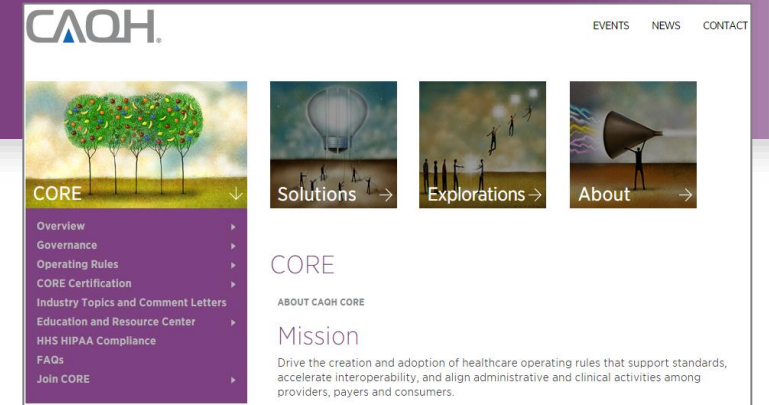 CAQH®
EVENTS NEWS CONTACT
CORE
Solutions
Explorations
About
Overview
Governance
Operating Rules
CORE Certification
Industry Topics and Comment Letters
Education and Resource Center
HHS HIPAA Compliance
FAQs
Join CORE
CORE
ABOUT CAQH CORE
Mission
Drive the creation and adoption of healthcare operating rules that support standards,
accelerate interoperability, and align administrative and clinical activities among
providers, payers and consumers.